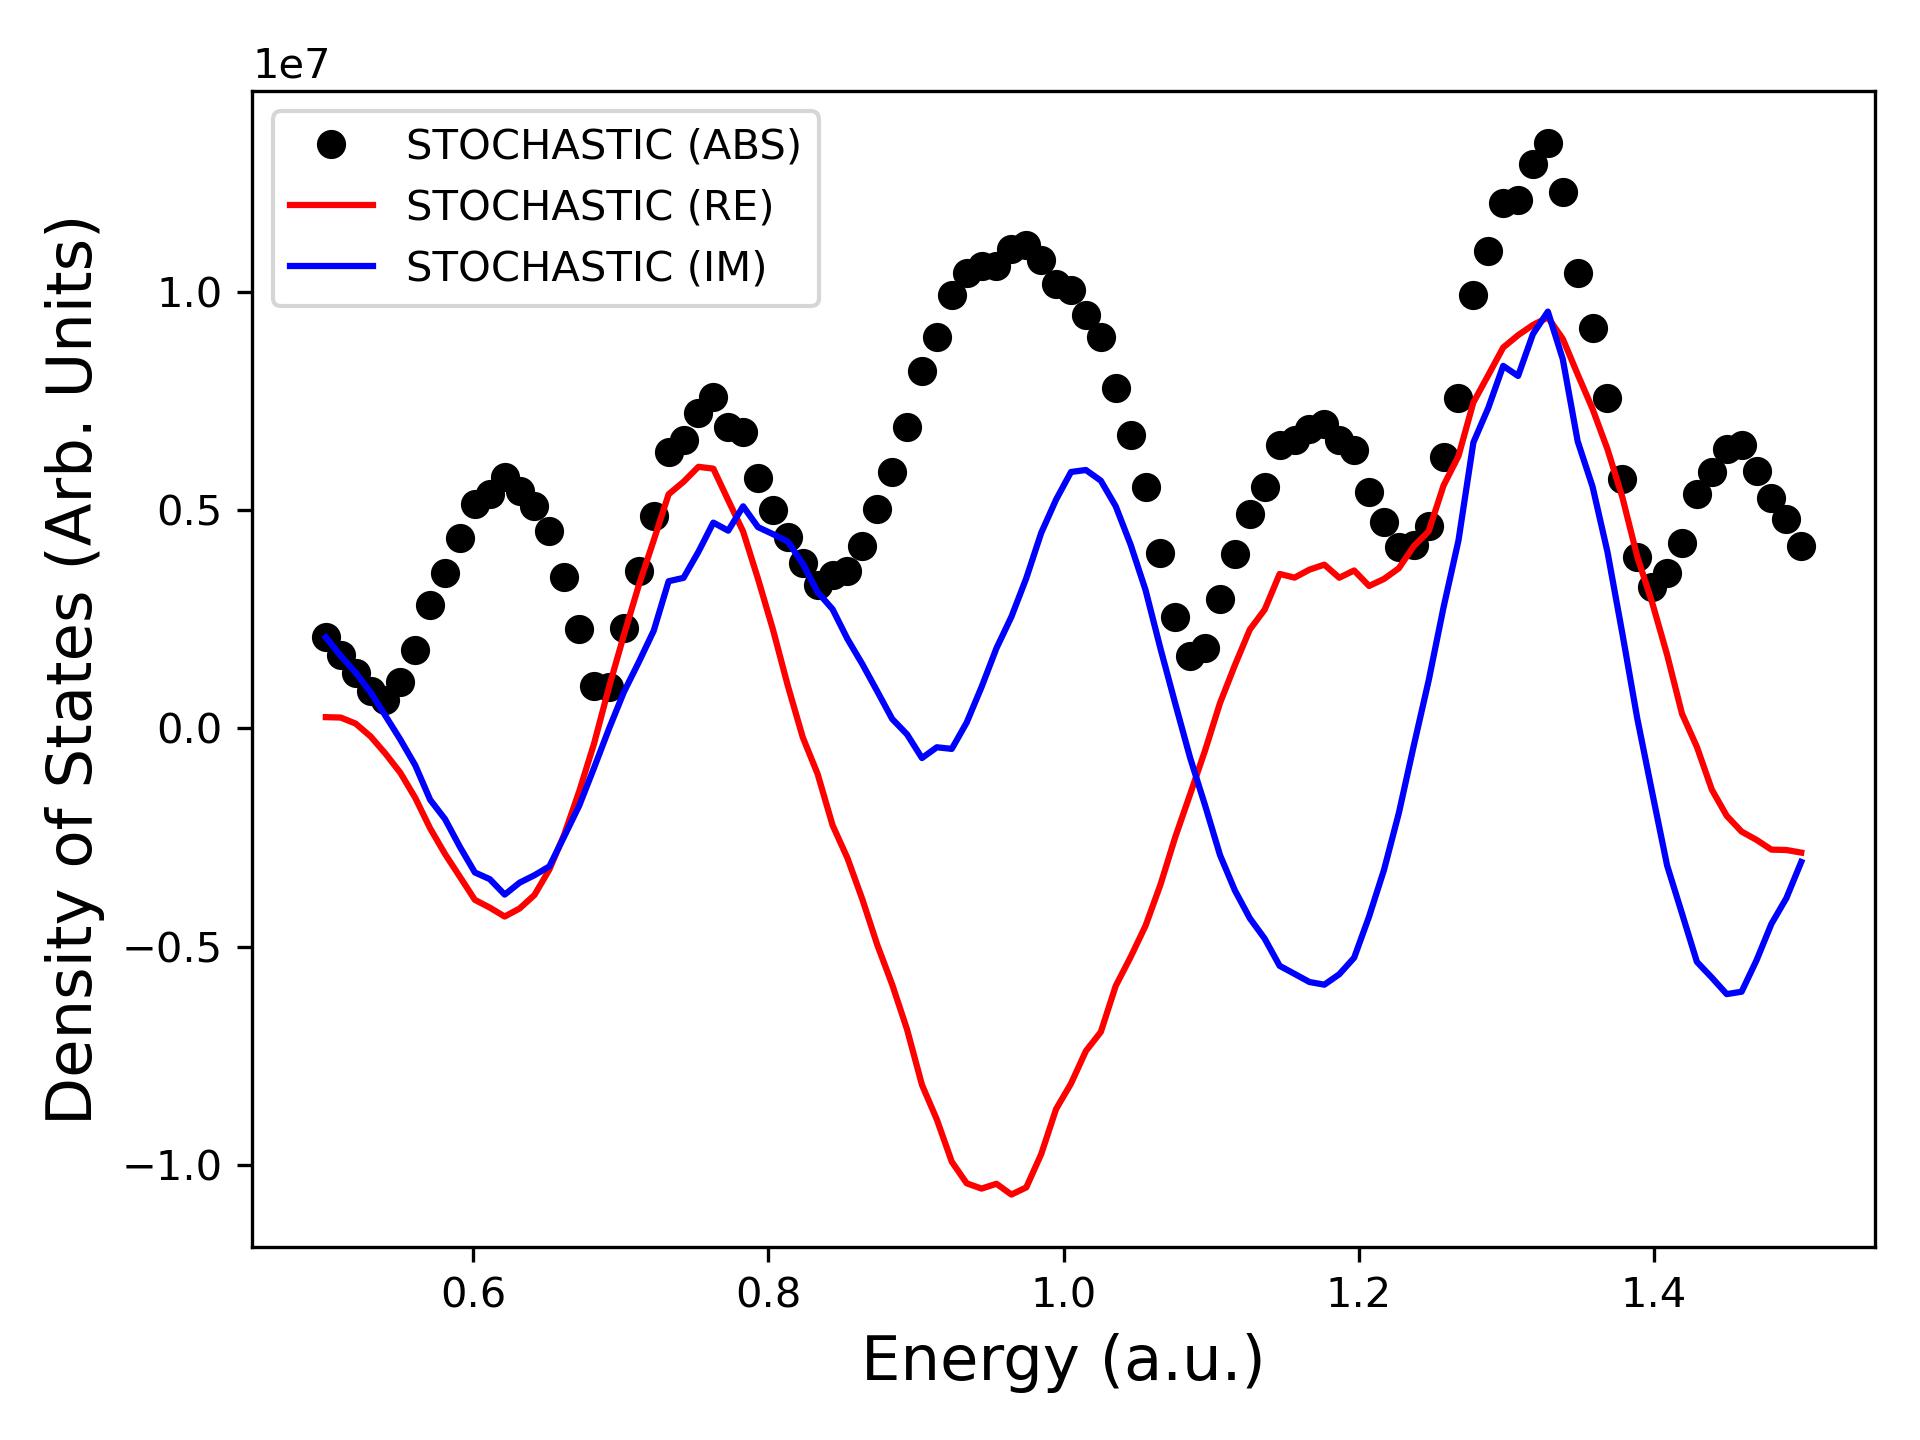 1e7
STOCHASTIC (ABS)
STOCHASTIC (RE)
STOCHASTIC (IM)
Density of States (Arb. Units)
1.0
0.5
0.0
−0.5
−1.0
0.6 0.8 1.0 1.2 1.4
Energy (a.u.)